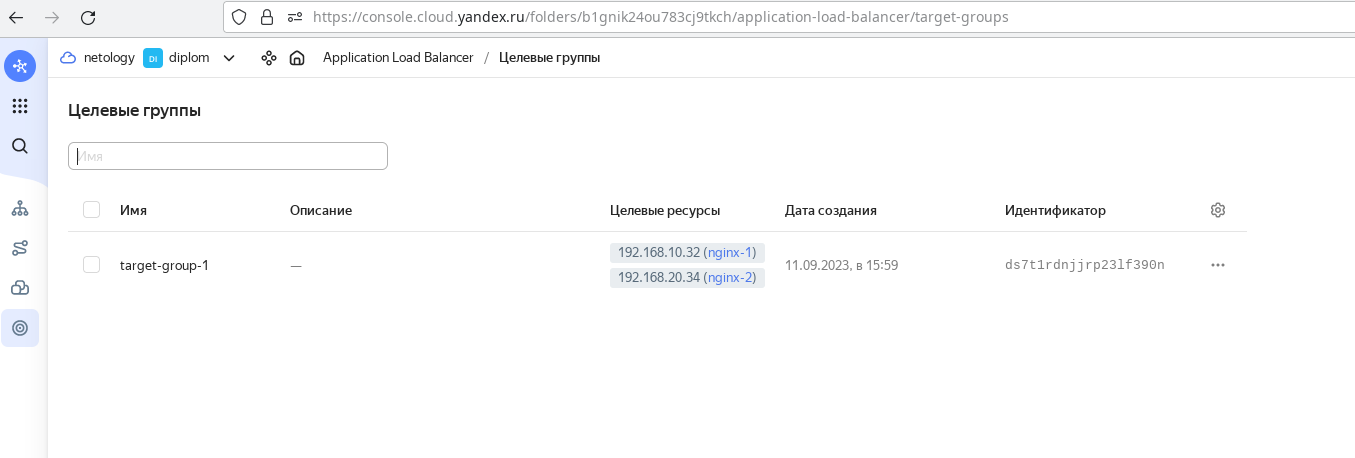 https://console.cloud.yandex.ru/folders/b1gnik24ou783cj9tkch/application-load-balancer/target-groups
netology DI diplom Application Load Balancer / Целевые группы
Целевые группы
Имя
Имя Описание Целевые ресурсы Дата создания Идентификатор
192.168.10.32 (nginx-1)
target-group-1 — 11.09.2023, в 15:59 ds7t1rdnjjrp23lf390n
192.168.20.34 (nginx-2)